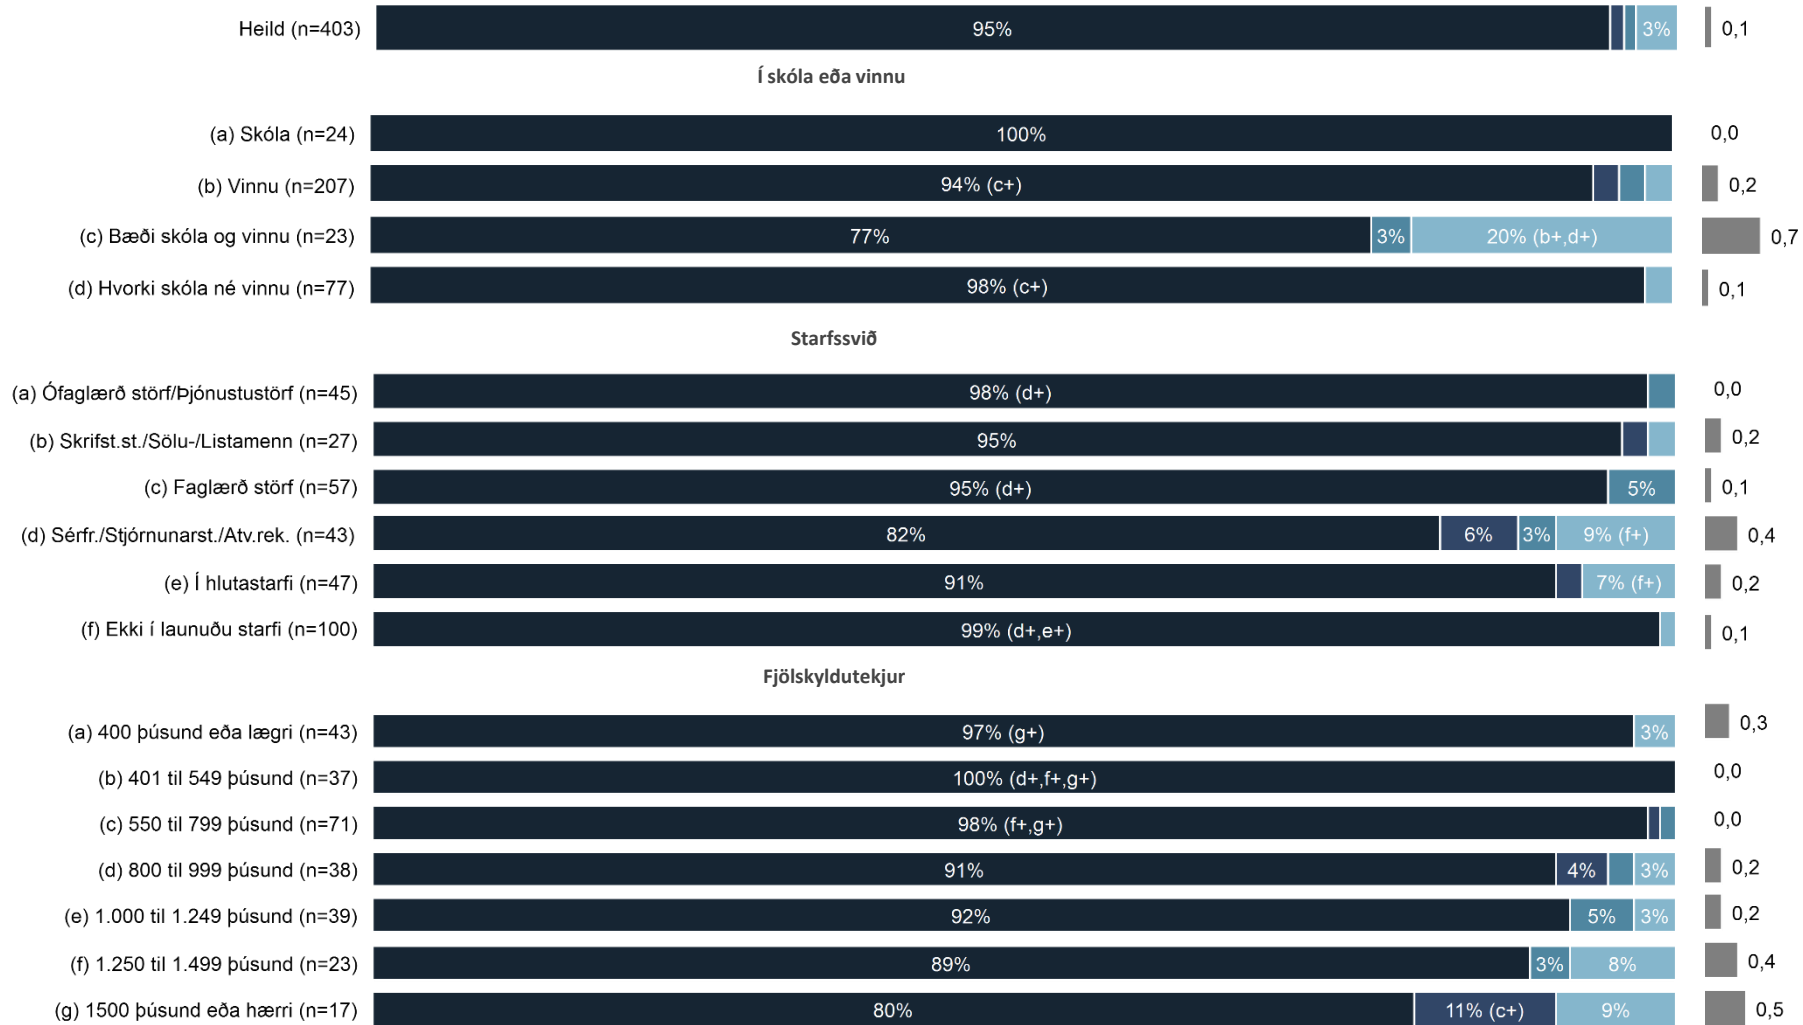 Heild (n=403) 95% 3% 0,1
Í skóla eða vinnu
(a) Skóla (n=24) 100% 0,0
(b) Vinnu (n=207) 94% (c+) 0,2
(c) Bæði skóla og vinnu (n=23) 77% 3% 20% (b+,d+) 0,7
(d) Hvorki skóla né vinnu (n=77) 98% (c+) 0,1
Starfssvið
(a) Ófaglærð störf/Þjónustustörf (n=45) 98% (d+) 0,0
(b) Skrifst.st./Sölu-/Listamenn (n=27) 95% 0,2
(c) Faglærð störf (n=57) 95% (d+) 5% 0,1
(d) Sérfr./Stjórnunarst./Atv.rek. (n=43) 82% 6% 3% 9% (f+) 0,4
(e) Í hlutastarfi (n=47) 91% 7% (f+) 0,2
(f) Ekki í launuðu starfi (n=100) 99% (d+,e+) 0,1
Fjölskyldutekjur
(a) 400 þúsund eða lægri (n=43) 97% (g+) 3% 0,3
(b) 401 til 549 þúsund (n=37) 100% (d+,f+,g+) 0,0
(c) 550 til 799 þúsund (n=71) 98% (f+,g+) 0,0
(d) 800 til 999 þúsund (n=38) 91% 4% 3% 0,2
(e) 1.000 til 1.249 þúsund (n=39) 92% 5% 3% 0,2
(f) 1.250 til 1.499 þúsund (n=23) 89% 3% 8% 0,4
(g) 1500 þúsund eða hærri (n=17) 80% 11% (c+) 9% 0,5